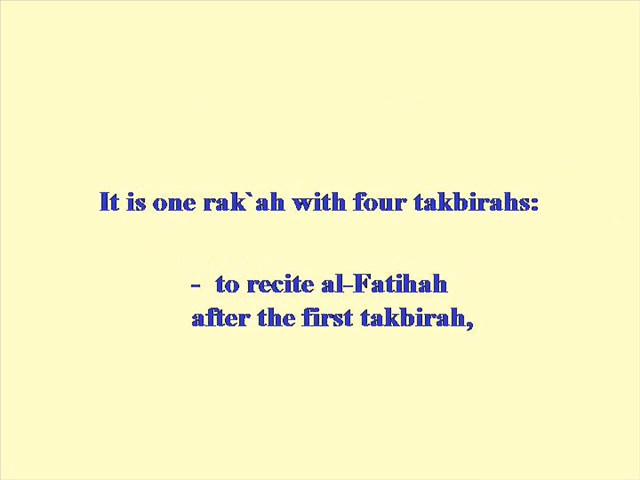 It is one rak`ah with four takbirahs:
- to recite al-Fatihah
after the first takbirah,